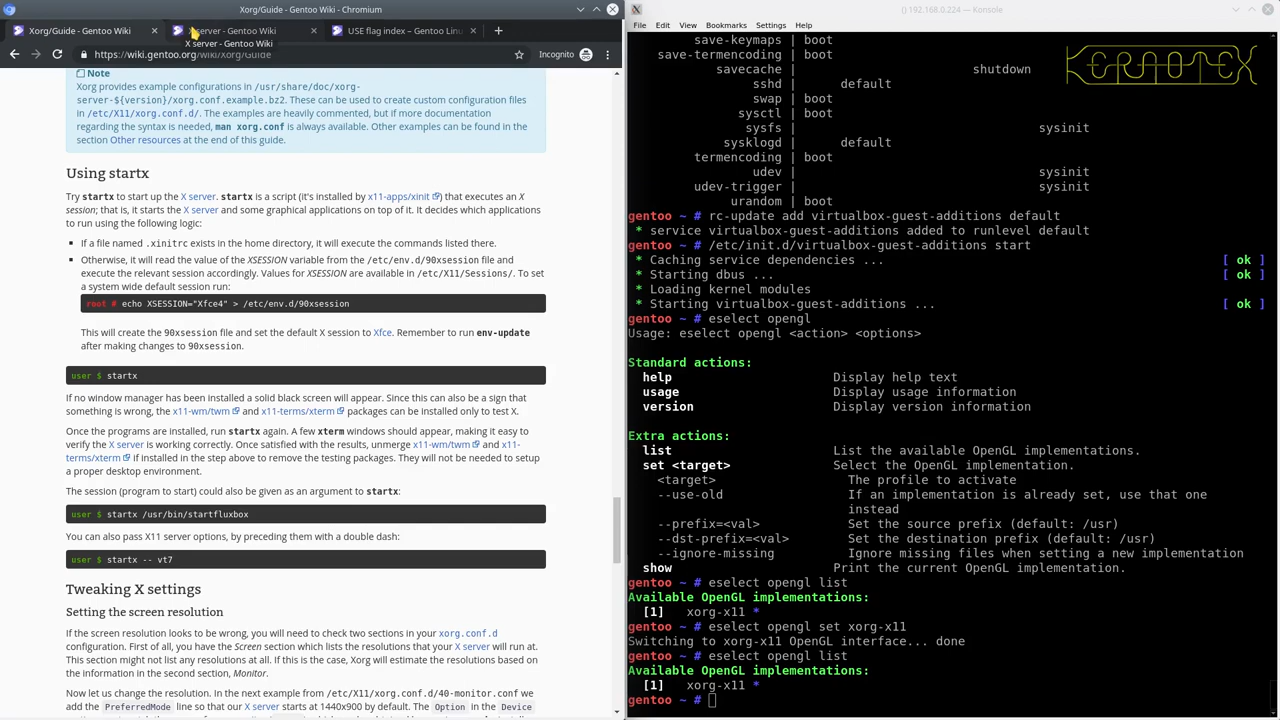 Xorg/Guide - Gentoo Wiki - Chromium
Xorg/Guide - Gentoo Wiki
server - Gentoo Wiki
USE flag index – Gentoo Lin
X server - Gentoo Wiki
https://wiki.gentoo.org/wiki/Xorg/Guide
Incognito
Note
Xorg provides example configurations in /usr/share/doc/xorg-
server-${version}/xorg.conf.example.bz2. These can be used to create custom configuration files
in /etc/X11/xorg.conf.d/. The examples are heavily commented, but if more documentation
regarding the syntax is needed, man xorg.conf is always available. Other examples can be found in the
section Other resources at the end of this guide.
Using startx
Try startx to start up the X server. startx is a script (it's installed by x11-apps/xinit ) that executes an X
session; that is, it starts the X server and some graphical applications on top of it. It decides which applications
to run using the following logic:
If a file named .xinitrc exists in the home directory, it will execute the commands listed there.
Otherwise, it will read the value of the XSESSION variable from the /etc/env.d/90xsession file and
execute the relevant session accordingly. Values for XSESSION are available in /etc/X11/Sessions/. To set
a system wide default session run:
root # echo XSESSION="Xfce4" > /etc/env.d/90xsession
This will create the 90xsession file and set the default X session to Xfce. Remember to run env-update
after making changes to 90xsession.
user $ startx
If no window manager has been installed a solid black screen will appear. Since this can also be a sign that
something is wrong, the x11-wm/twm and x11-terms/xterm packages can be installed only to test X.
Once the programs are installed, run startx again. A few xterm windows should appear, making it easy to
verify the X server is working correctly. Once satisfied with the results, unmerge x11-wm/twm and x11-
terms/xterm if installed in the step above to remove the testing packages. They will not be needed to setup
a proper desktop environment.
The session (program to start) could also be given as an argument to startx:
user $ startx /usr/bin/startfluxbox
You can also pass X11 server options, by preceding them with a double dash:
user $ startx -- vt7
Tweaking X settings
Setting the screen resolution
If the screen resolution looks to be wrong, you will need to check two sections in your xorg.conf.d
configuration. First of all, you have the Screen section which lists the resolutions that your X server will run at.
This section might not list any resolutions at all. If this is the case, Xorg will estimate the resolutions based on
the information in the second section, Monitor.
Now let us change the resolution. In the next example from /etc/X11/xorg.conf.d/40-monitor.conf we
add the PreferredMode line so that our X server starts at 1440x900 by default. The Option in the Device
() 192.168.0.224 — Konsole
File Edit View Bookmarks Settings Help
KERNOTEX
save-keymaps | boot
save-termencoding | boot
savecache | shutdown
sshd | default
swap | boot
sysctl | boot
sysfs | sysinit
sysklogd | default
termencoding | boot
udev | sysinit
udev-trigger | sysinit
urandom | boot
gentoo ~ # rc-update add virtualbox-guest-additions default
* service virtualbox-guest-additions added to runlevel default
gentoo ~ # /etc/init.d/virtualbox-guest-additions start
* Caching service dependencies ... [ ok ]
* Starting dbus ... [ ok ]
* Loading kernel modules
* Starting virtualbox-guest-additions ... [ ok ]
gentoo ~ # eselect opengl
Usage: eselect opengl <action> <options>
Standard actions:
help Display help text
usage Display usage information
version Display version information
Extra actions:
list List the available OpenGL implementations.
set <target> Select the OpenGL implementation.
<target> The profile to activate
--use-old If an implementation is already set, use that one
instead
--prefix=<val> Set the source prefix (default: /usr)
--dst-prefix=<val> Set the destination prefix (default: /usr)
--ignore-missing Ignore missing files when setting a new implementation
show Print the current OpenGL implementation.
gentoo ~ # eselect opengl list
Available OpenGL implementations:
[1] xorg-x11 *
gentoo ~ # eselect opengl set xorg-x11
Switching to xorg-x11 OpenGL interface... done
gentoo ~ # eselect opengl list
Available OpenGL implementations:
[1] xorg-x11 *
gentoo ~ #